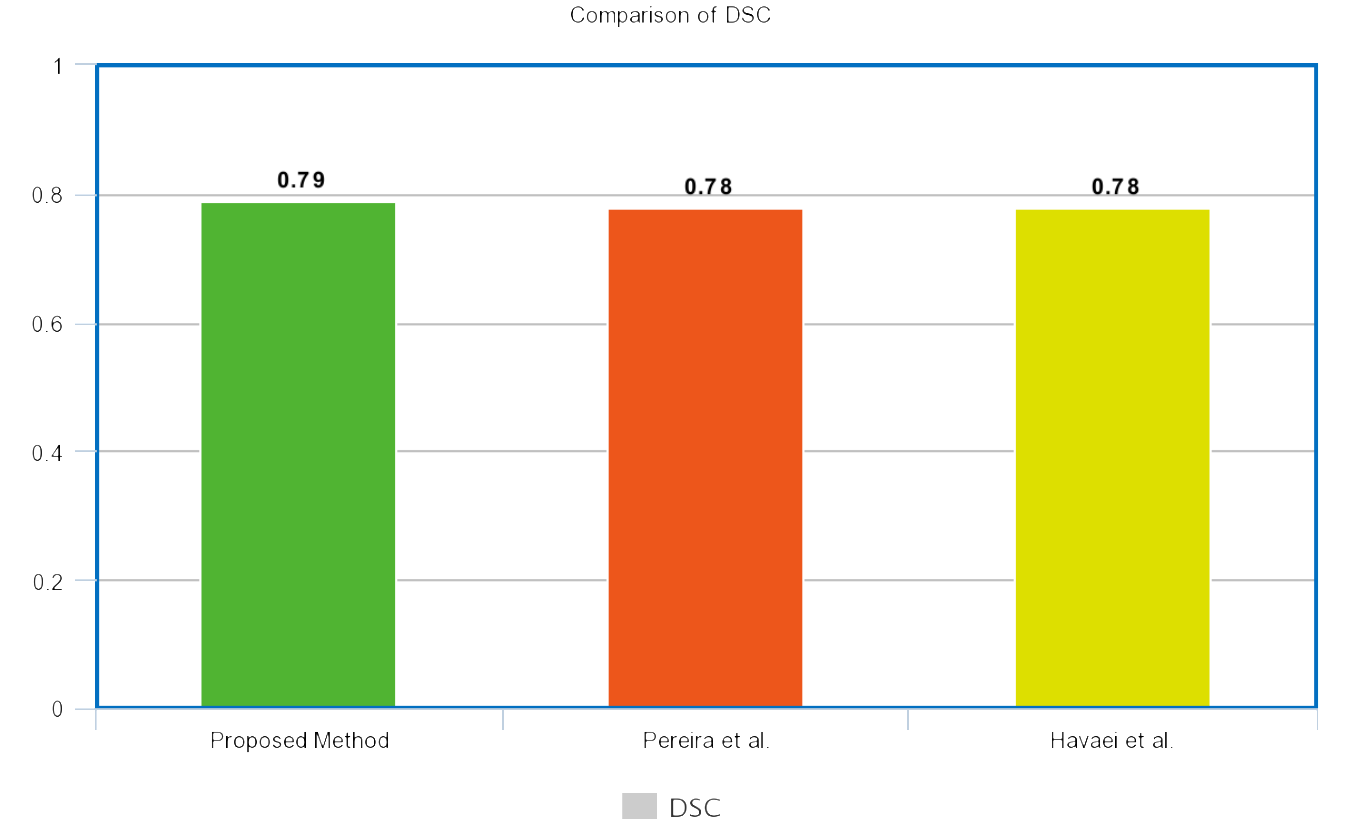 Comparison of DSC
1
0.8
0.6
0.4
0.2
0
0.79
0.78
0.78
Proposed Method
Pereira et al.
Havaei et al.
DSC